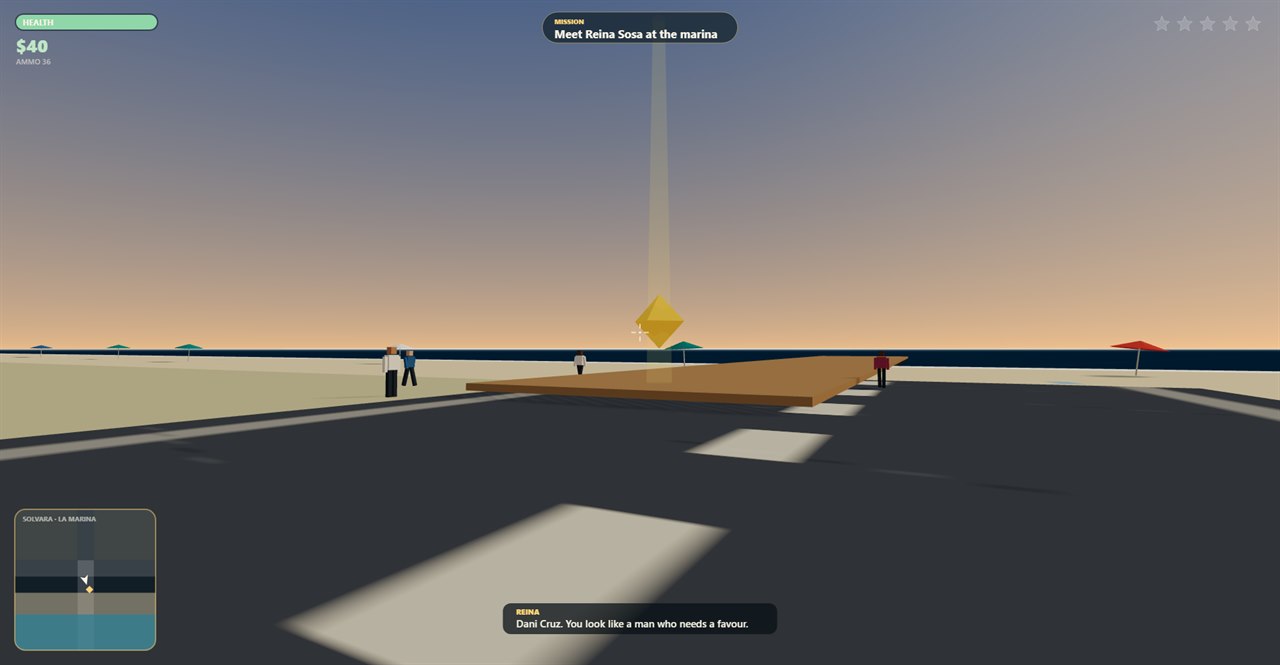 HEALTH
$40
AMMO 36
MISSION
Meet Reina Sosa at the marina
SOLVARA - LA MARINA
REINA
Dani Cruz. You look like a man who needs a favour.